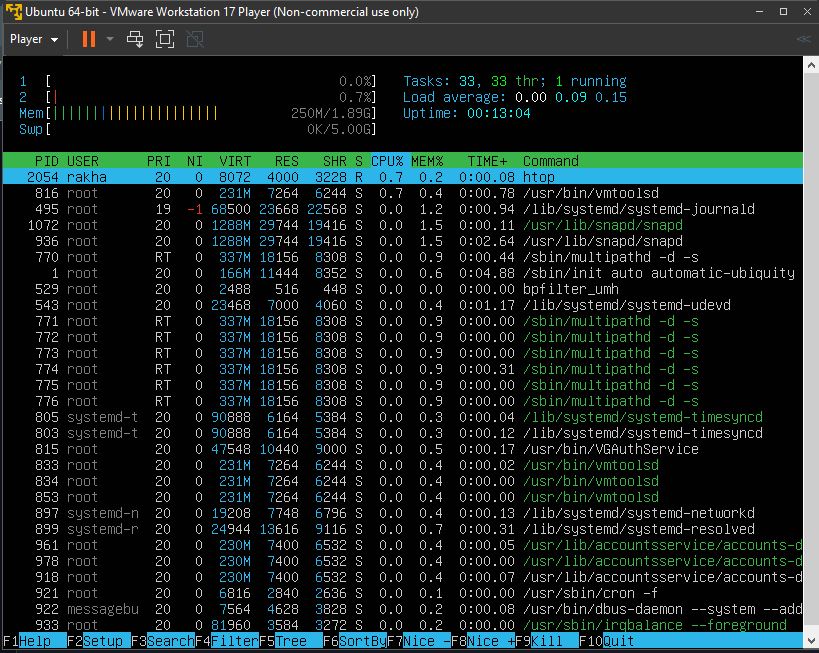 Ubuntu 64-bit - VMware Workstation 17 Player (Non-commercial use only)
Player
1 [ 0.0%] Tasks: 33, 33 thr; 1 running
2 [| 0.7%] Load average: 0.00 0.09 0.15
Mem[||||||||||||||||||||| 250M/1.89G] Uptime: 00:13:04
Swp[ 0K/5.00G]
PID USER PRI NI VIRT RES SHR S CPU% MEM% TIME+ Command
2054 rakha 20 0 8072 4000 3228 R 0.7 0.2 0:00.08 htop
816 root 20 0 231M 7264 6244 S 0.7 0.4 0:00.78 /usr/bin/vmtoolsd
495 root 19 -1 68500 23668 22568 S 0.0 1.2 0:00.94 /lib/systemd/systemd-journald
1072 root 20 0 1288M 29744 19416 S 0.0 1.5 0:00.11 /usr/lib/snapd/snapd
936 root 20 0 1288M 29744 19416 S 0.0 1.5 0:02.64 /usr/lib/snapd/snapd
770 root RT 0 337M 18156 8308 S 0.0 0.9 0:00.44 /sbin/multipathd -d -s
1 root 20 0 166M 11444 8352 S 0.0 0.6 0:04.88 /sbin/init auto automatic-ubiquity
529 root 20 0 2488 516 448 S 0.0 0.0 0:00.00 bpfilter_umh
543 root 20 0 23468 7000 4060 S 0.0 0.4 0:01.17 /lib/systemd/systemd-udevd
771 root RT 0 337M 18156 8308 S 0.0 0.9 0:00.00 /sbin/multipathd -d -s
772 root RT 0 337M 18156 8308 S 0.0 0.9 0:00.00 /sbin/multipathd -d -s
773 root RT 0 337M 18156 8308 S 0.0 0.9 0:00.00 /sbin/multipathd -d -s
774 root RT 0 337M 18156 8308 S 0.0 0.9 0:00.31 /sbin/multipathd -d -s
775 root RT 0 337M 18156 8308 S 0.0 0.9 0:00.00 /sbin/multipathd -d -s
776 root RT 0 337M 18156 8308 S 0.0 0.9 0:00.00 /sbin/multipathd -d -s
805 systemd-t 20 0 90888 6164 5384 S 0.0 0.3 0:00.04 /lib/systemd/systemd-timesyncd
803 systemd-t 20 0 90888 6164 5384 S 0.0 0.3 0:00.12 /lib/systemd/systemd-timesyncd
815 root 20 0 47548 10440 9000 S 0.0 0.5 0:00.17 /usr/bin/VGAuthService
833 root 20 0 231M 7264 6244 S 0.0 0.4 0:00.02 /usr/bin/vmtoolsd
834 root 20 0 231M 7264 6244 S 0.0 0.4 0:00.00 /usr/bin/vmtoolsd
853 root 20 0 231M 7264 6244 S 0.0 0.4 0:00.00 /usr/bin/vmtoolsd
897 systemd-n 20 0 19208 7748 6796 S 0.0 0.4 0:00.13 /lib/systemd/systemd-networkd
899 systemd-r 20 0 24944 13616 9116 S 0.0 0.7 0:00.31 /lib/systemd/systemd-resolved
961 root 20 0 230M 7400 6532 S 0.0 0.4 0:00.05 /usr/lib/accountsservice/accounts-d
978 root 20 0 230M 7400 6532 S 0.0 0.4 0:00.00 /usr/lib/accountsservice/accounts-d
918 root 20 0 230M 7400 6532 S 0.0 0.4 0:00.07 /usr/lib/accountsservice/accounts-d
921 root 20 0 6816 2840 2636 S 0.0 0.1 0:00.00 /usr/sbin/cron -f
922 messagebu 20 0 7564 4628 3828 S 0.0 0.2 0:00.08 /usr/bin/dbus-daemon --system --add
933 root 20 0 81960 3584 3272 S 0.0 0.2 0:00.00 /usr/sbin/irqbalance --foreground
F1Help F2Setup F3SearchF4FilterF5Tree F6SortByF7Nice -F8Nice +F9Kill F10Quit